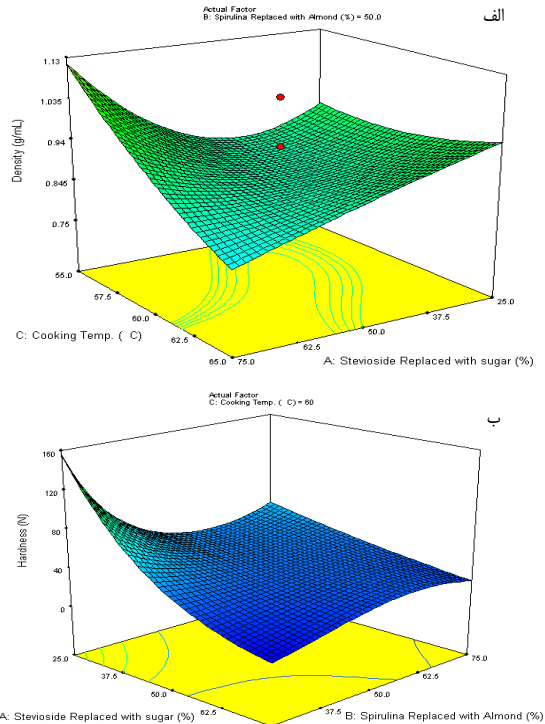 Actual Factor
B: Spirulina Replaced with Almond (%) = 50.0
الف
1.13
1.035
0.94
0.845
0.75
Density (g/mL)
55.0
57.5
60.0
62.5
65.0
C: Cooking Temp. ( C)
75.0
62.5
50.0
37.5
25.0
A: Stevioside Replaced with sugar (%)
Actual Factor
C: Cooking Temp. ( C) = 60
ب
160
120
80
40
0
Hardness (N)
25.0
37.5
50.0
62.5
A: Stevioside Replaced with sugar (%)
37.5
50.0
62.5
75.0
B: Spirulina Replaced with Almond (%)